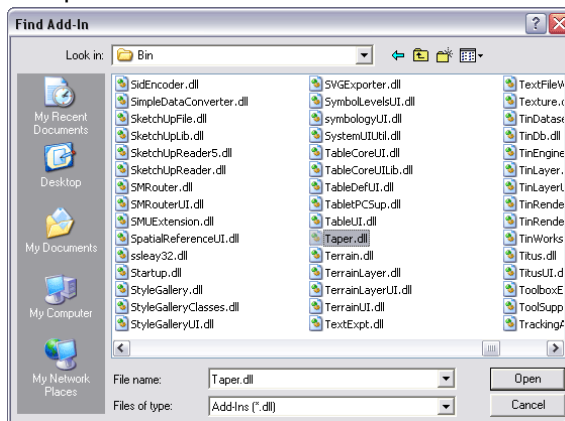 Find Add-In
Look in:
Bin
My Recent
Documents
Desktop
My Documents
My Computer
My Network
Places
SidEncoder.dll
SimpleDataConverter.dll
SketchUpFile.dll
SketchUpLib.dll
SketchUpReader5.dll
SketchUpReader.dll
SMRouter.dll
SMRouterUI.dll
SMUExtension.dll
SpatialReferenceUI.dll
ssleay32.dll
Startup.dll
StyleGallery.dll
StyleGalleryClasses.dll
StyleGalleryUI.dll
SVGExporter.dll
SymbolLevelsUI.dll
symbologyUI.dll
SystemUIUtil.dll
TableCoreUI.dll
TableCoreUILib.dll
TableDefUI.dll
TabletPCSup.dll
TableUI.dll
Taper.dll
Terrain.dll
TerrainLayer.dll
TerrainLayerUI.dll
TerrainUI.dll
TextExpt.dll
TextFileW
Texture.d
TinDatase
TinDb.dll
TinEngine
TinLayer.
TinLayerU
TinRende
TinRende
TinWorks
Titus.dll
TitusUI.d
ToolboxE
ToolSupp
TrackingA
File name:
Taper.dll
Open
Files of type:
Add-Ins (*.dll)
Cancel